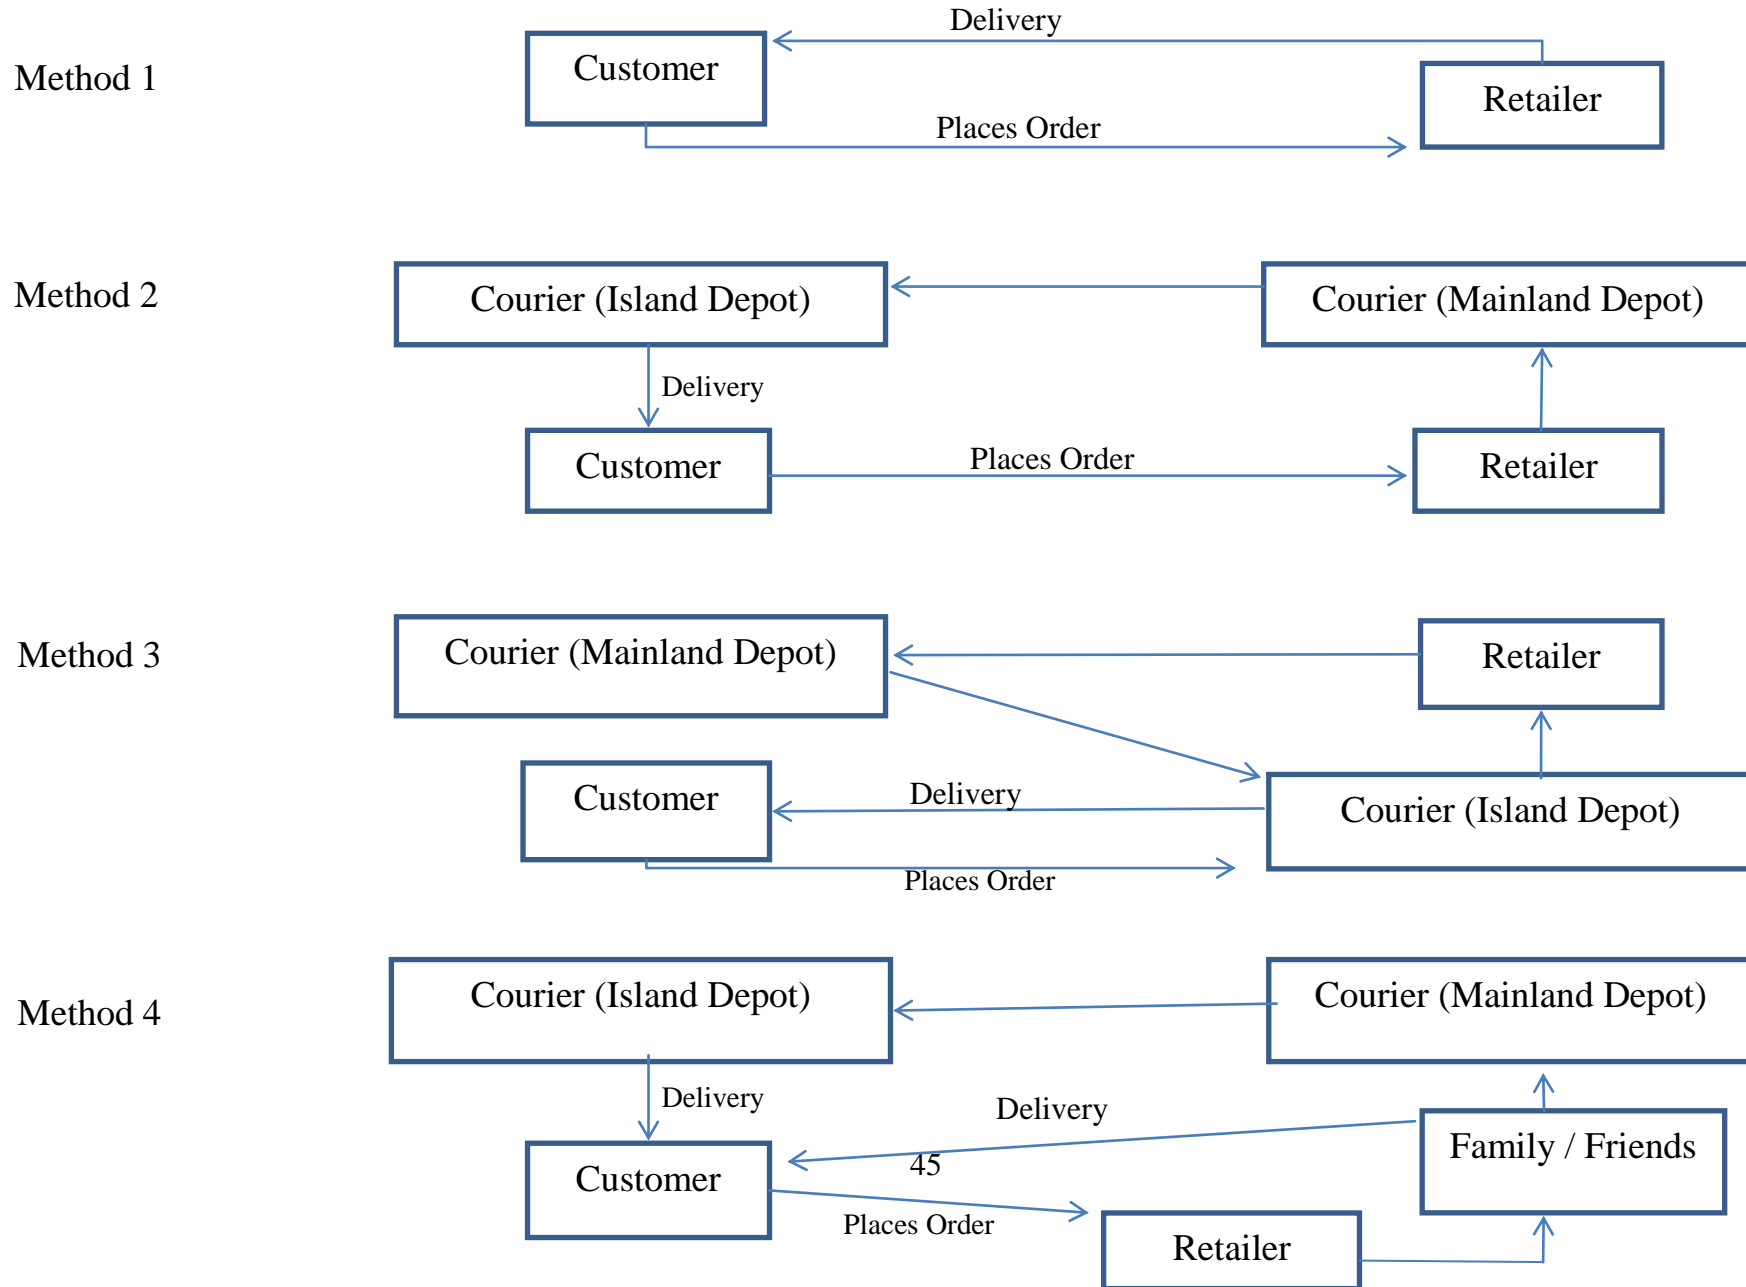 Delivery
Customer
Method 1
Retailer
Places Order
Method 2
Courier (Island Depot)
Courier (Mainland Depot)
Delivery
Customer
Places Order
Retailer
Method 3
Courier (Mainland Depot)
Retailer
Customer
Delivery
Courier (Island Depot)
Places Order
Method 4
Courier (Island Depot)
Courier (Mainland Depot)
Delivery
Delivery
Family / Friends
45
Customer
Places Order
Retailer